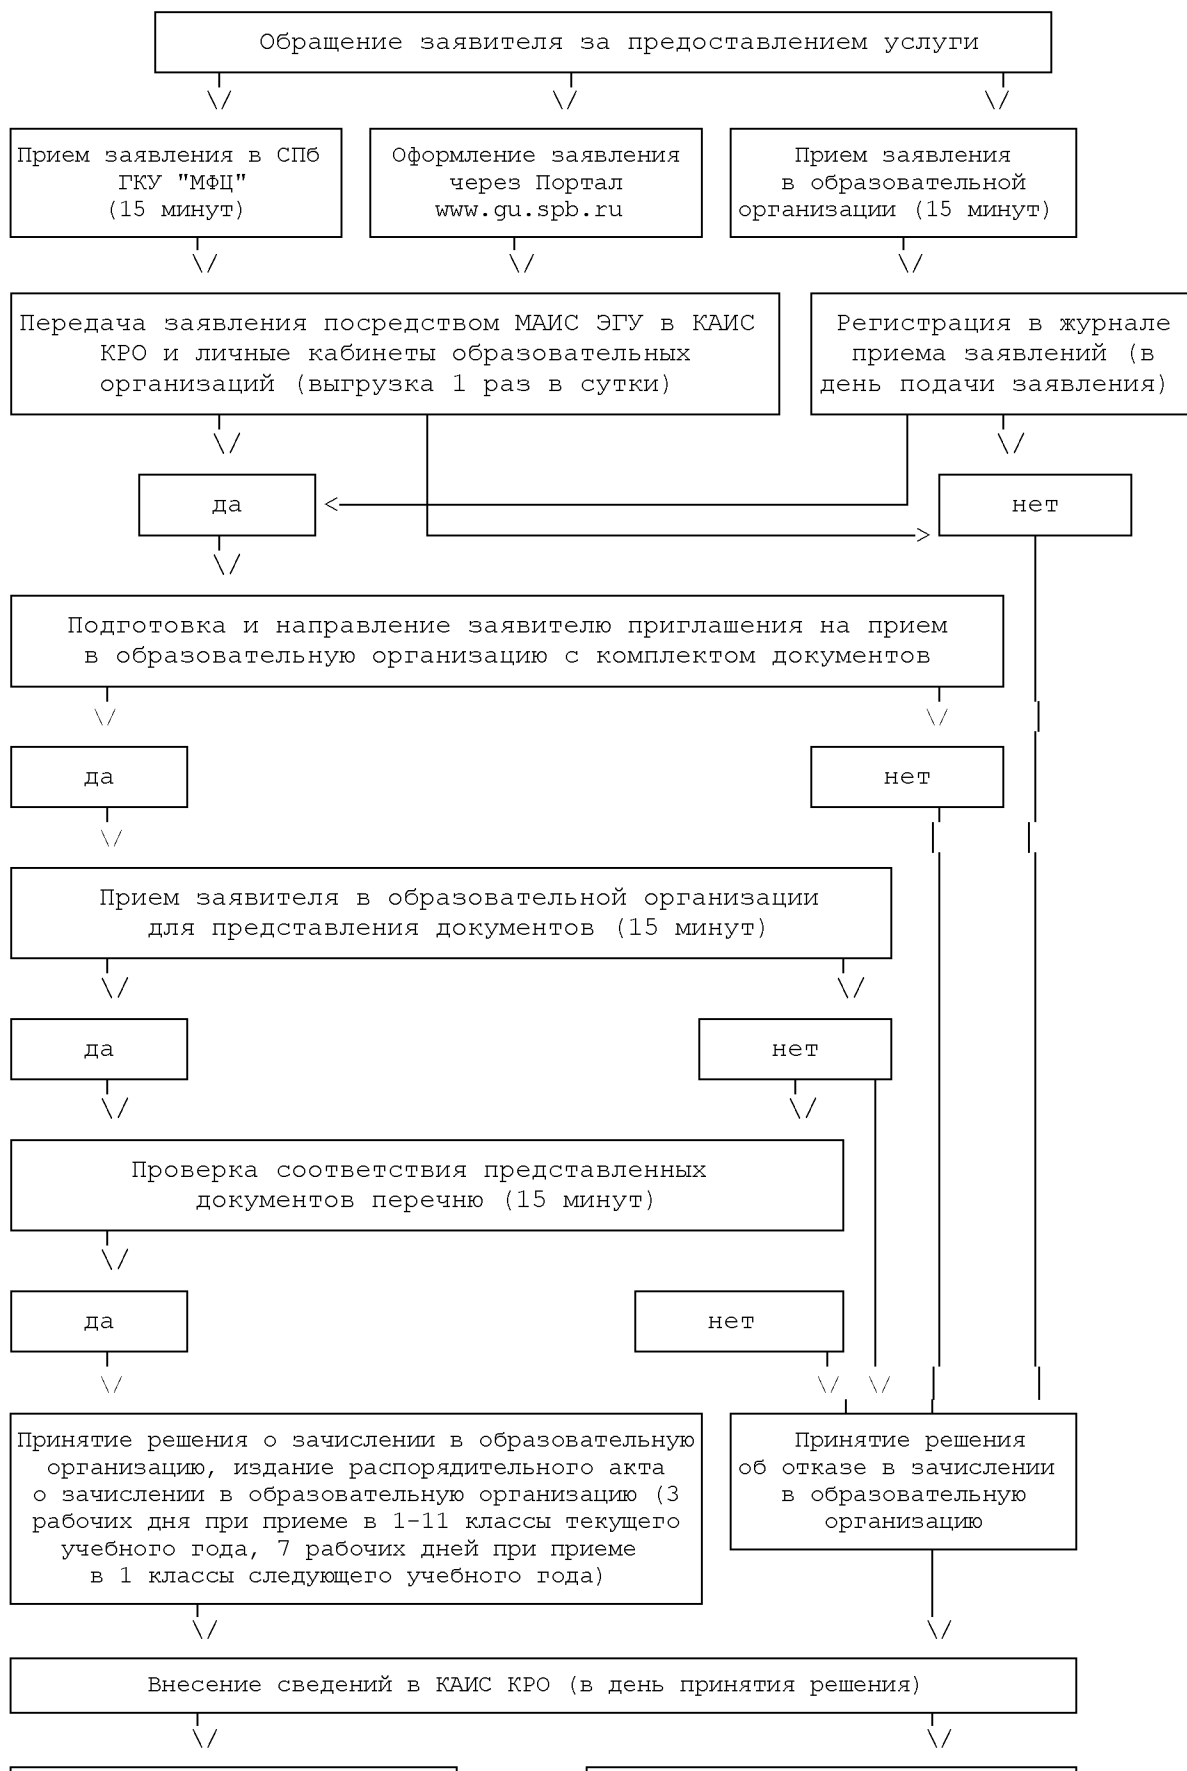 Обращение заявителя за предоставлением услуги
Прием заявления в СПб
ГКУ "МФЦ"
(15 минут)
Оформление заявления
через Портал
www.gu.spb.ru
Прием заявления
в образовательной
организации (15 минут)
Передача заявления посредством МАИС ЭГУ в КАИС
КРО и личные кабинеты образовательных
организаций (выгрузка 1 раз в сутки)
Регистрация в журнале
приема заявлений (в
день подачи заявления)
да
нет
Подготовка и направление заявителю приглашения на прием
в образовательную организацию с комплектом документов
да
нет
Прием заявителя в образовательной организации
для представления документов (15 минут)
да
нет
Проверка соответствия представленных
документов перечню (15 минут)
да
нет
Принятие решения о зачислении в образовательную
организацию, издание распорядительного акта
о зачислении в образовательную организацию (3
рабочих дня при приеме в 1-11 классы текущего
учебного года, 7 рабочих дней при приеме
в 1 классы следующего учебного года)
Принятие решения
об отказе в зачислении
в образовательную
организацию
Внесение сведений в КАИС КРО (в день принятия решения)